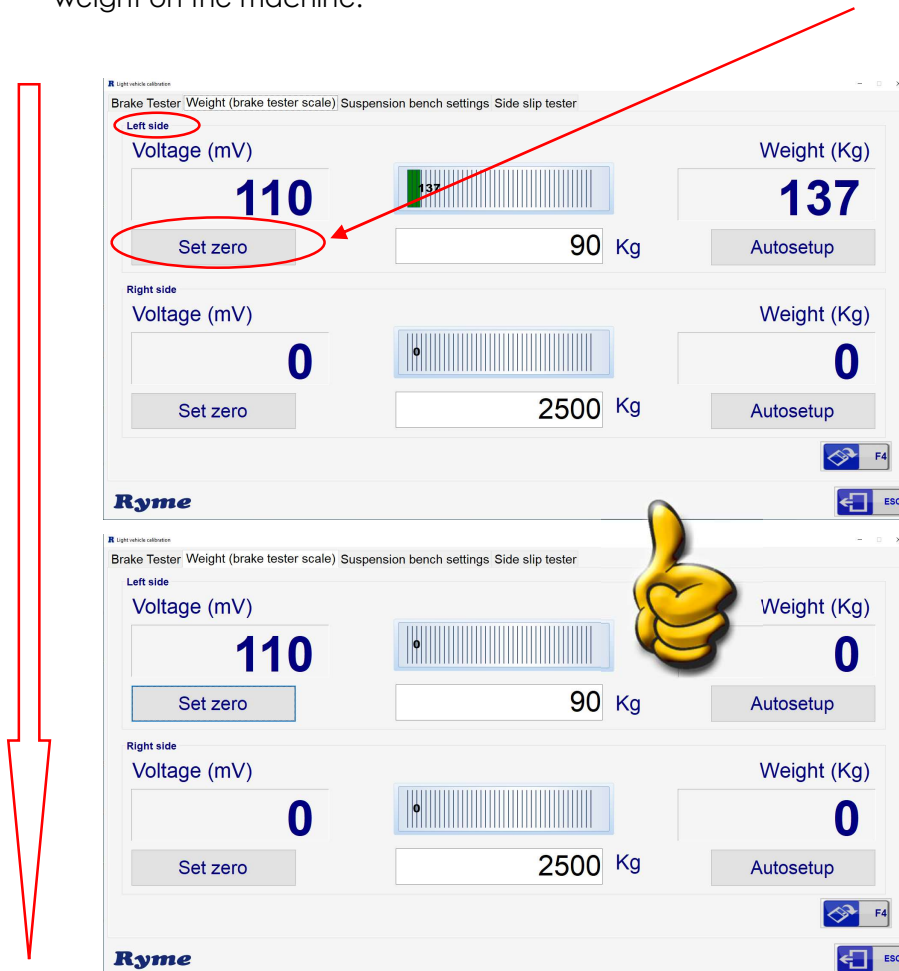 weight on the machine.
R Light vehicle calibration
Brake Tester Weight (brake tester scale) Suspension bench settings Side slip tester
Left side
Voltage (mV) Weight (Kg)
110 137 137
Set zero 90 Kg Autosetup
Right side
Voltage (mV) Weight (Kg)
0 0 0
Set zero 2500 Kg Autosetup
F4
Ryme ESC
R Light vehicle calibration
Brake Tester Weight (brake tester scale) Suspension bench settings Side slip tester
Left side
Voltage (mV) Weight (Kg)
110 0 0
Set zero 90 Kg Autosetup
Right side
Voltage (mV) Weight (Kg)
0 0 0
Set zero 2500 Kg Autosetup
F4
Ryme ESC